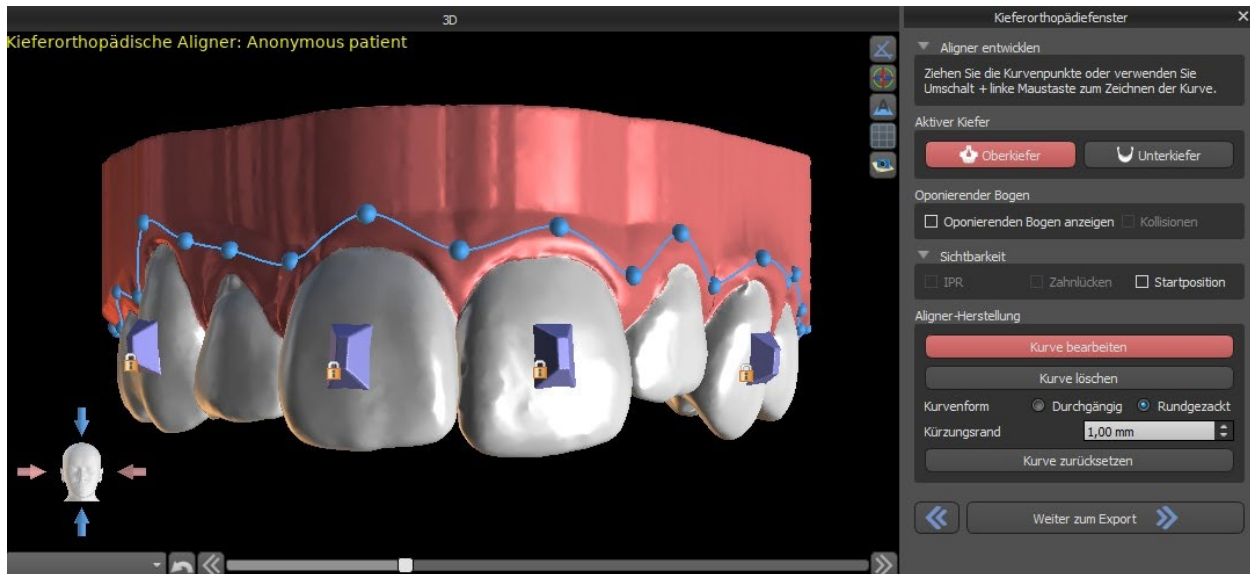 3D
Kieferorthopädiefenster
Kieferorthopädische Aligner: Anonymous patient
Aligner entwickeln
Ziehen Sie die Kurvenpunkte oder verwenden Sie
Umschalt + linke Maustaste zum Zeichnen der Kurve.
Aktiver Kiefer
Oberkiefer Unterkiefer
Oponierender Bogen
Oponierenden Bogen anzeigen Kollisionen
Sichtbarkeit
IPR Zahnlücken Startposition
Aligner-Herstellung
Kurve bearbeiten
Kurve löschen
Kurvenform Durchgängig Rundgezackt
Kürzungsrand 1,00 mm
Kurve zurücksetzen
Weiter zum Export